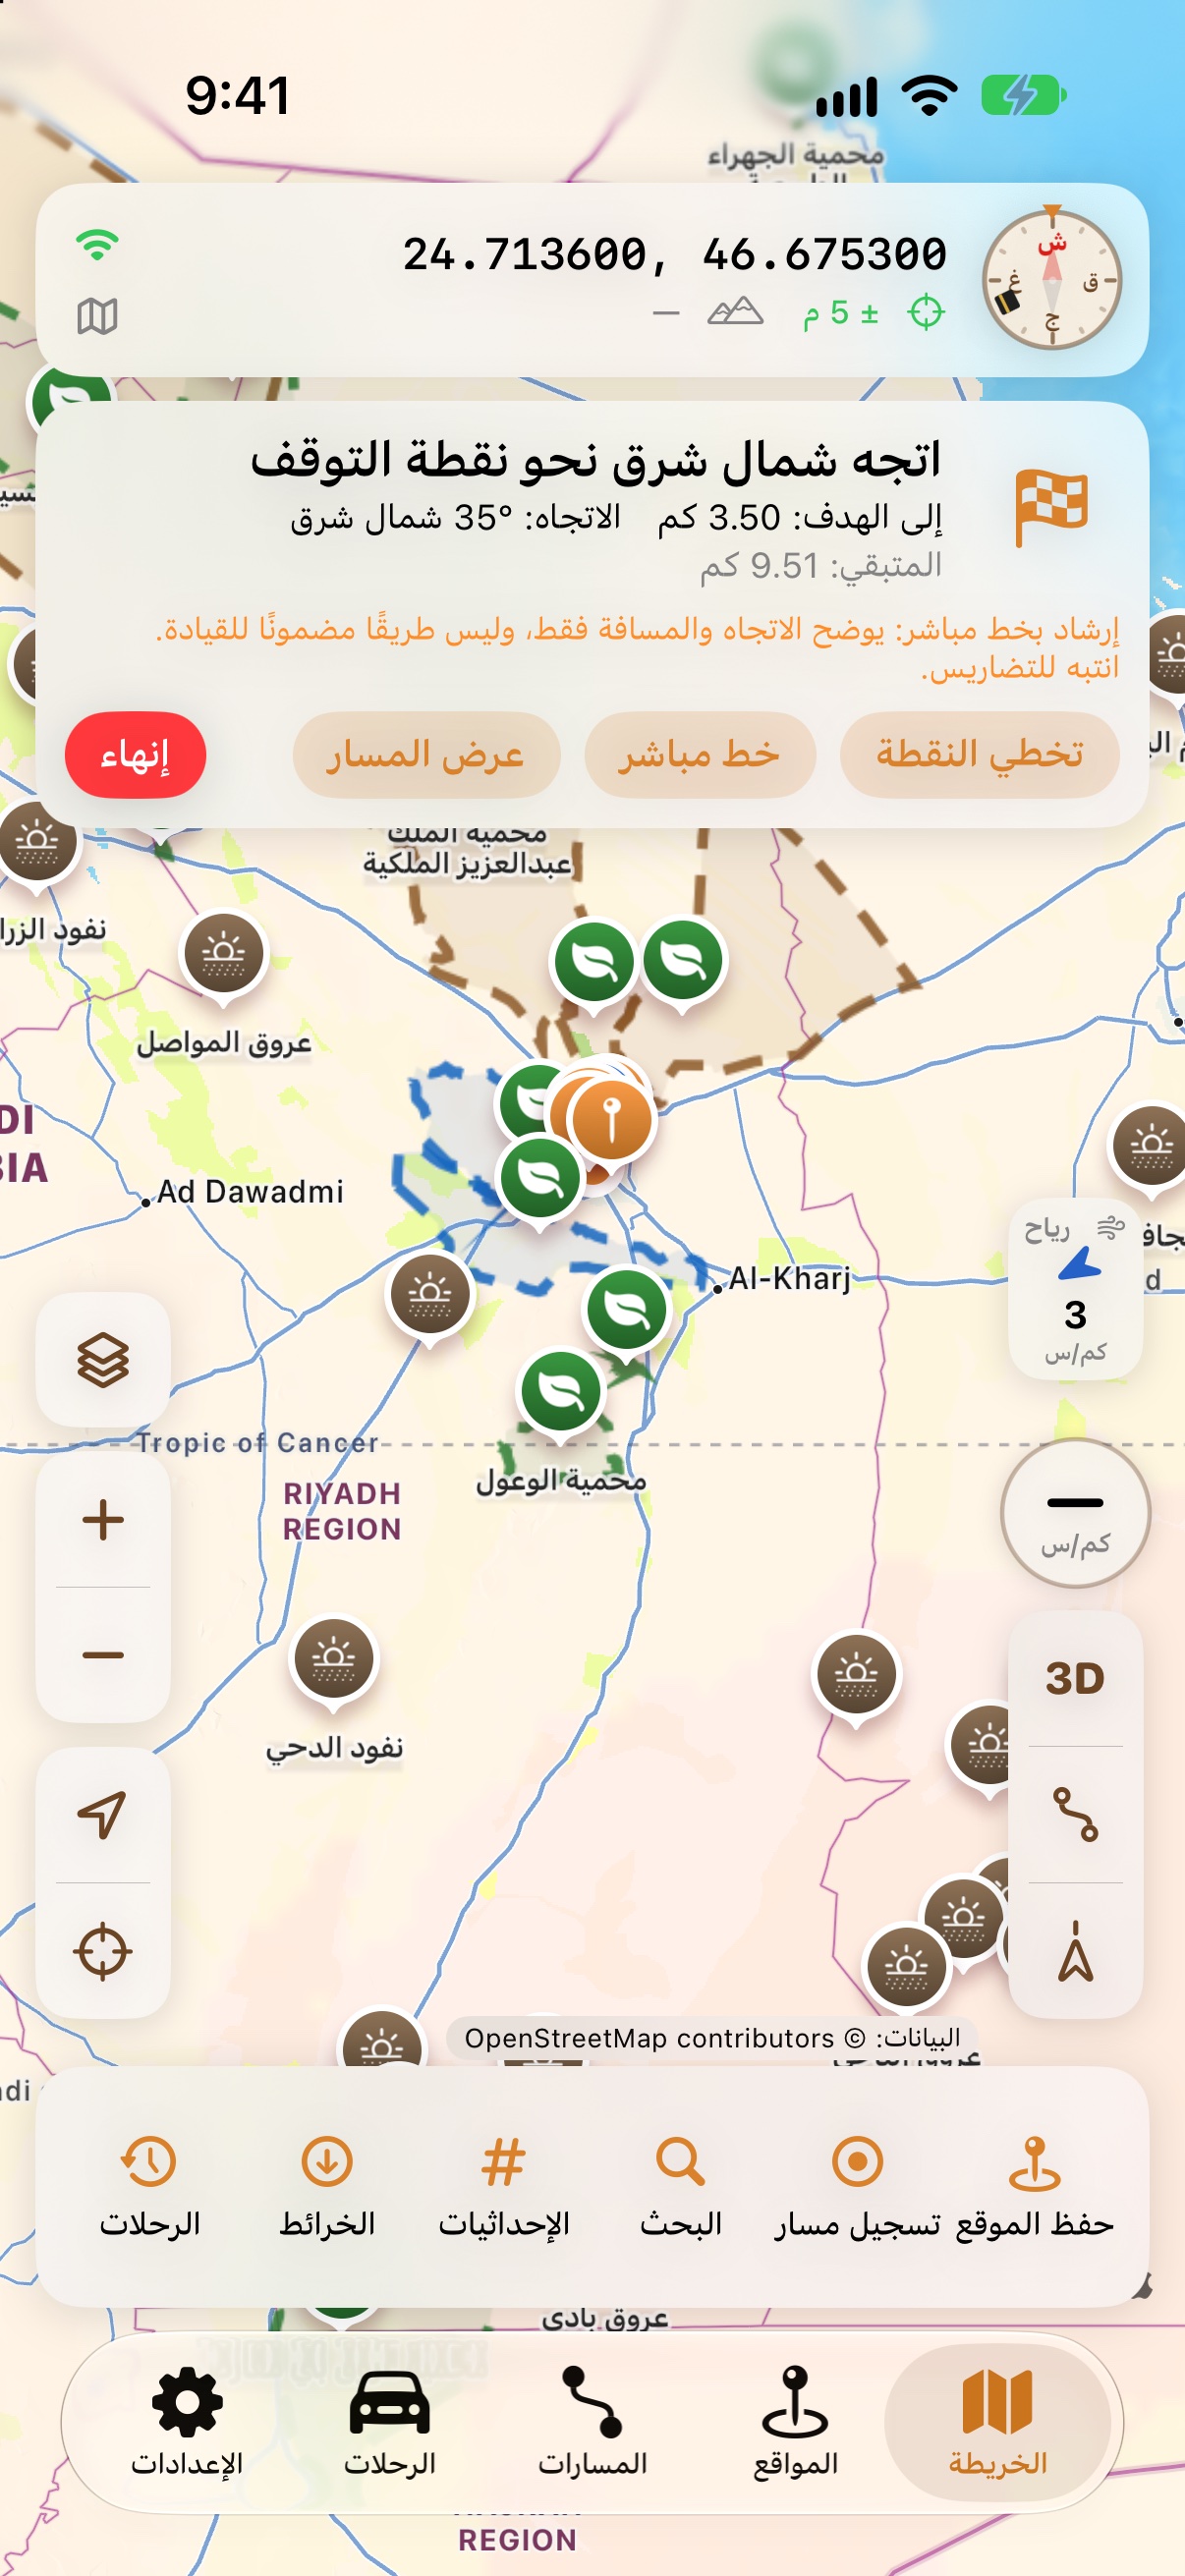 9:41
محمية الجهراء
24.713600, 46.675300
± 5 م
—
ش
ق
غ
ج
اتجه شمال شرق نحو نقطة التوقف
إلى الهدف: 3.50 كم الاتجاه: 35° شمال شرق
المتبقي: 9.51 كم
إرشاد بخط مباشر: يوضح الاتجاه والمسافة فقط، وليس طريقًا مضمونًا للقيادة.
انتبه للتضاريس.
تخطي النقطة
خط مباشر
عرض المسار
إنهاء
محمية الملك
عبدالعزيز الملكية
نفود الزرا
عروق المواصل
Ad Dawadmi
Al-Kharj
رياح
3
كم/س
Tropic of Cancer
RIYADH
REGION
محمية الوعول
—
كم/س
3D
نفود الدحي
البيانات: © OpenStreetMap contributors
حفظ الموقع
تسجيل مسار
البحث
الإحداثيات
الخرائط
الرحلات
الخريطة
المواقع
المسارات
الرحلات
الإعدادات
REGION